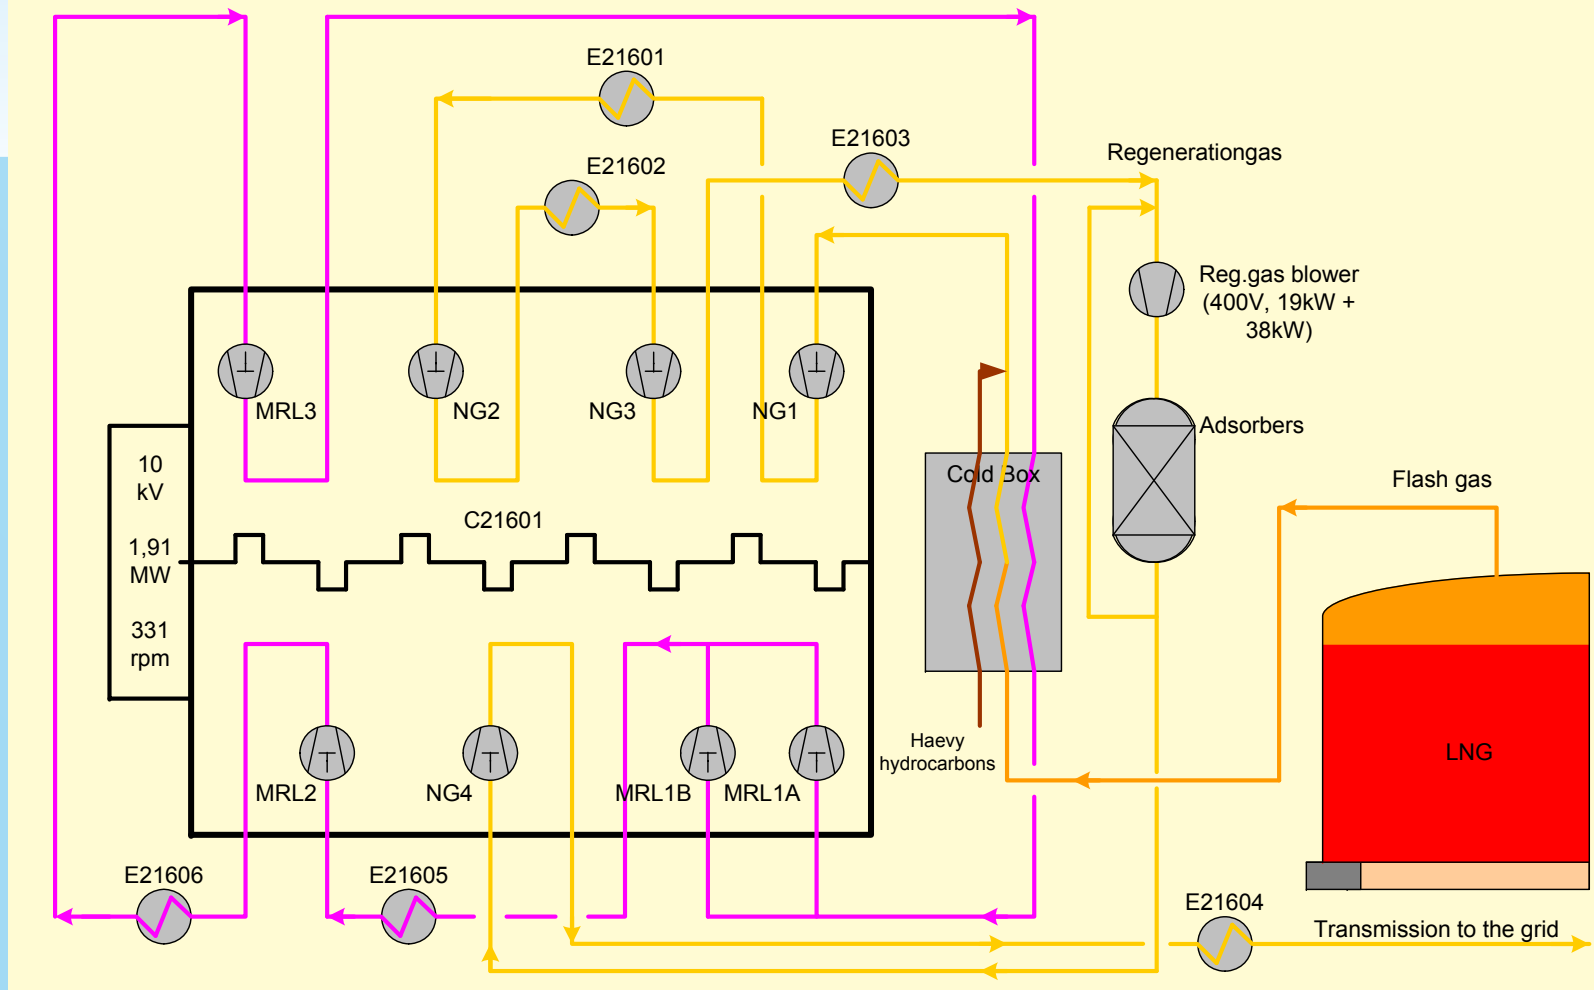 E21601
E21602
E21603
Regenerationgas
Reg.gas blower
(400V, 19kW +
38kW)
MRL3
NG2
NG3
NG1
Adsorbers
10
kV
1,91
MW
331
rpm
C21601
Cold Box
Flash gas
Haevy
hydrocarbons
LNG
MRL2
NG4
MRL1B
MRL1A
E21606
E21605
E21604
Transmission to the grid